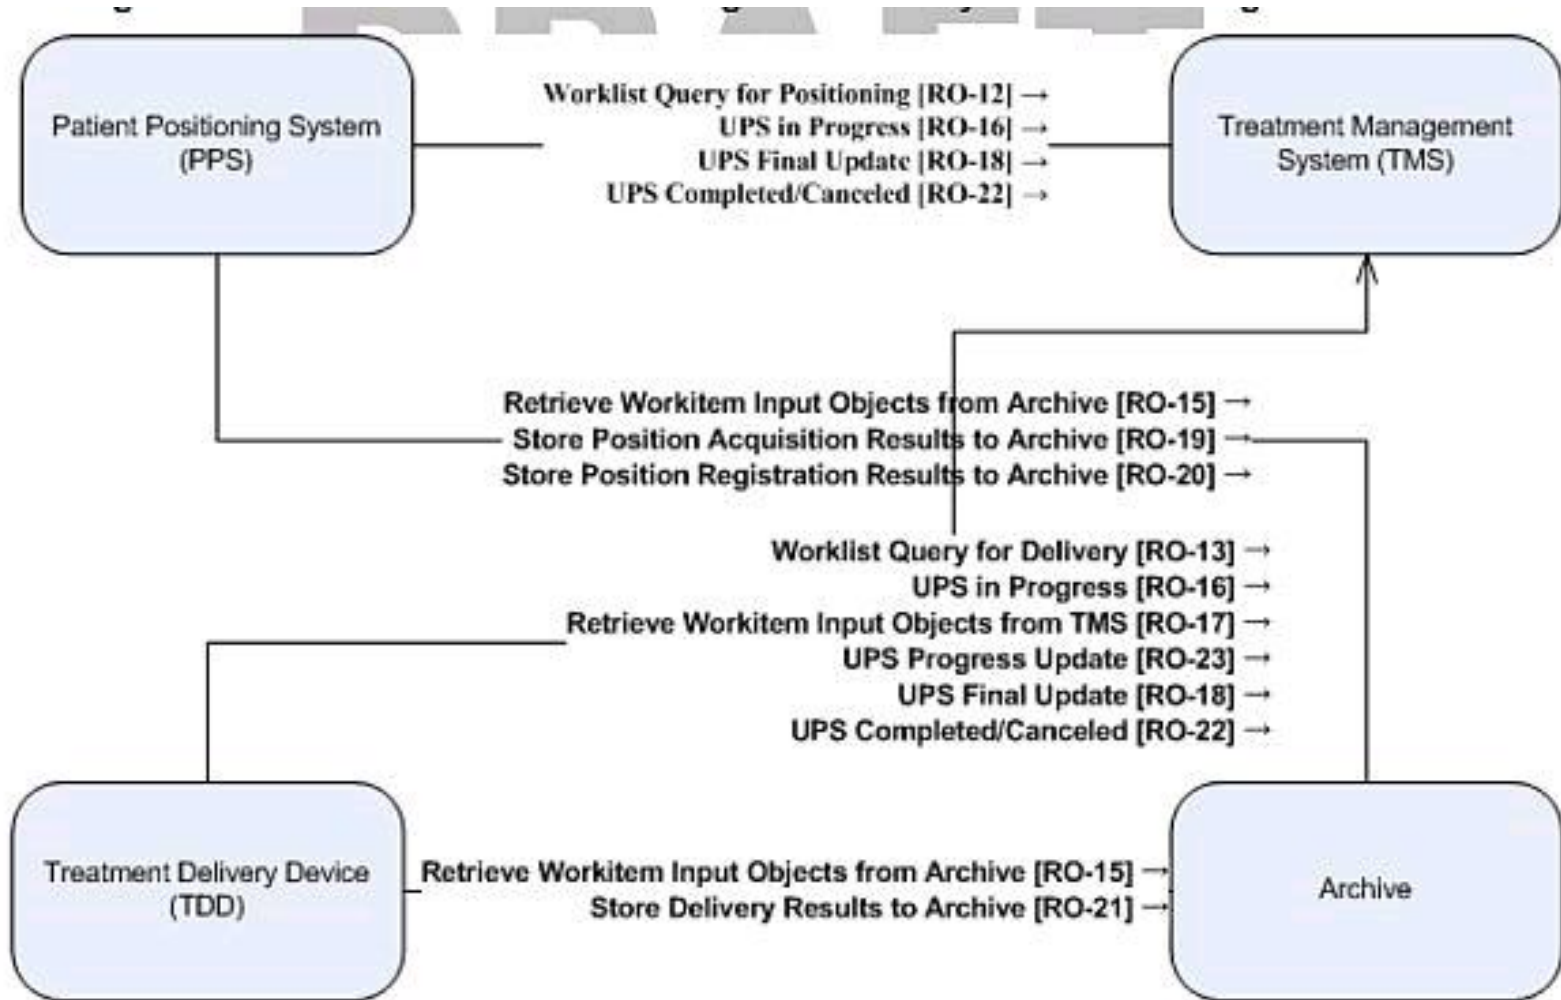 Patient Positioning System
(PPS)
Worklist Query for Positioning [RO-12] →
UPS in Progress [RO-16] →
UPS Final Update [RO-18] →
UPS Completed/Canceled [RO-22] →
Treatment Management
System (TMS)
Retrieve Workitem Input Objects from Archive [RO-15] →
Store Position Acquisition Results to Archive [RO-19] →
Store Position Registration Results to Archive [RO-20] →
Worklist Query for Delivery [RO-13] →
UPS in Progress [RO-16] →
Retrieve Workitem Input Objects from TMS [RO-17] →
UPS Progress Update [RO-23] →
UPS Final Update [RO-18] →
UPS Completed/Canceled [RO-22] →
Treatment Delivery Device
(TDD)
Retrieve Workitem Input Objects from Archive [RO-15] →
Store Delivery Results to Archive [RO-21] →
Archive